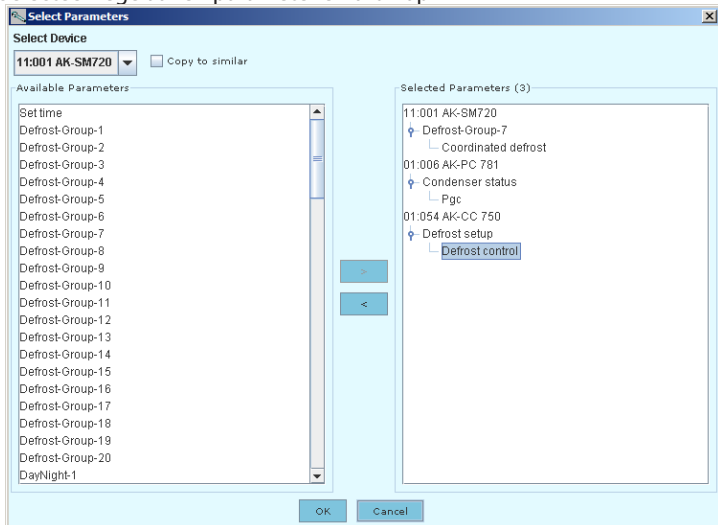 Select Parameters
Select Device
11:001 AK-SM720
Copy to similar
Available Parameters
Set time
Defrost-Group-1
Defrost-Group-2
Defrost-Group-3
Defrost-Group-4
Defrost-Group-5
Defrost-Group-6
Defrost-Group-7
Defrost-Group-8
Defrost-Group-9
Defrost-Group-10
Defrost-Group-11
Defrost-Group-12
Defrost-Group-13
Defrost-Group-14
Defrost-Group-15
Defrost-Group-16
Defrost-Group-17
Defrost-Group-18
Defrost-Group-19
Defrost-Group-20
DayNight-1
>
<
Selected Parameters (3)
11:001 AK-SM720
Defrost-Group-7
Coordinated defrost
01:006 AK-PC 781
Condenser status
Pgc
01:054 AK-CC 750
Defrost setup
Defrost control
OK
Cancel